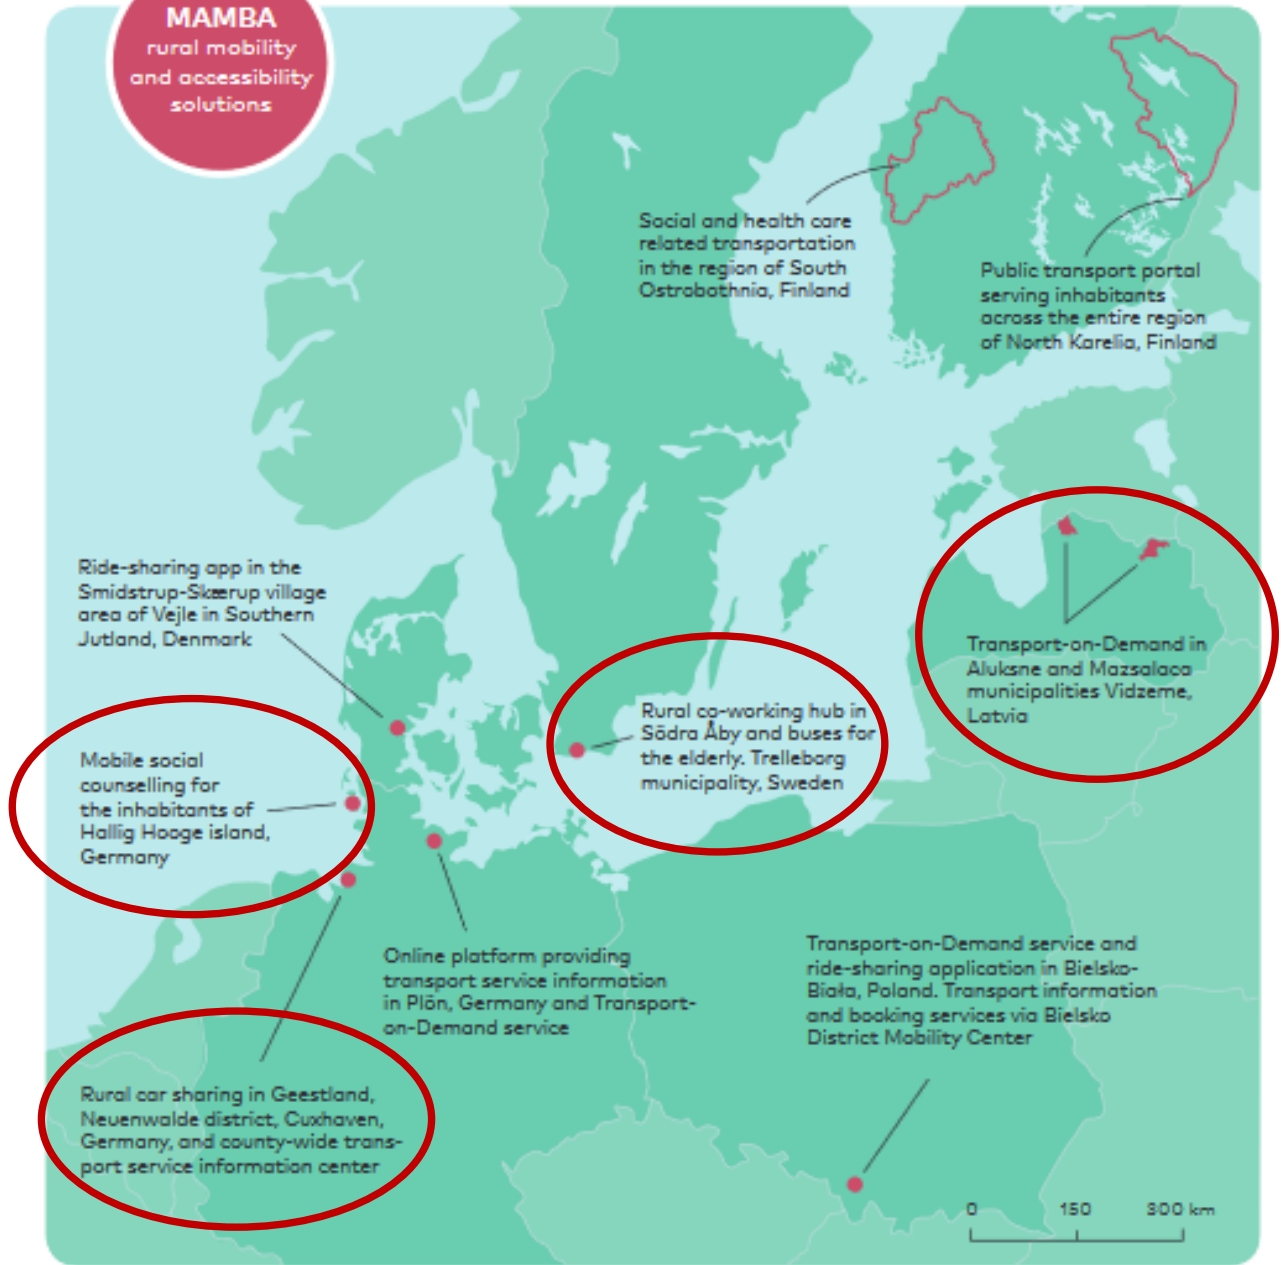 MAMBA
rural mobility
and accessibility
solutions
Social and health care
related transportation
in the region of South
Ostrobothnia, Finland
Public transport portal
serving inhabitants
across the entire region
of North Karelia, Finland
Ride-sharing app in the
Smidstrup-Skærup village
area of Vejle in Southern
Jutland, Denmark
Transport-on-Demand in
Aluksne and Mazsalaca
municipalities Vidzeme,
Latvia
Rural co-working hub in
Södra Åby and buses for
the elderly. Trelleborg
municipality, Sweden
Mobile social
counselling for
the inhabitants of
Hallig Hooge island,
Germany
Online platform providing
transport service information
in Plön, Germany and Transport-
on-Demand service
Transport-on-Demand service and
ride-sharing application in Bielsko-
Biała, Poland. Transport information
and booking services via Bielsko
District Mobility Center
Rural car sharing in Geestland,
Neuenwalde district, Cuxhaven,
Germany, and county-wide trans-
port service information center
0 150 300 km